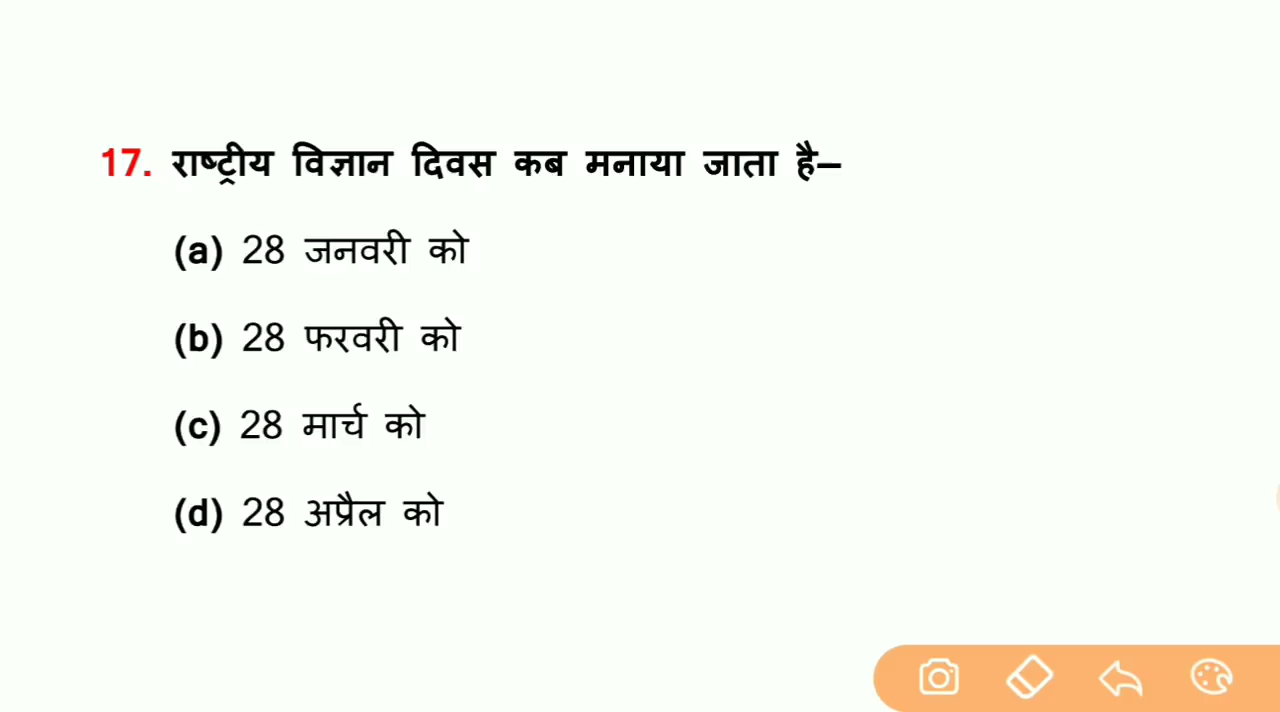 17. राष्ट्रीय विज्ञान दिवस कब मनाया जाता है–
(a) 28 जनवरी को
(b) 28 फरवरी को
(c) 28 मार्च को
(d) 28 अप्रैल को